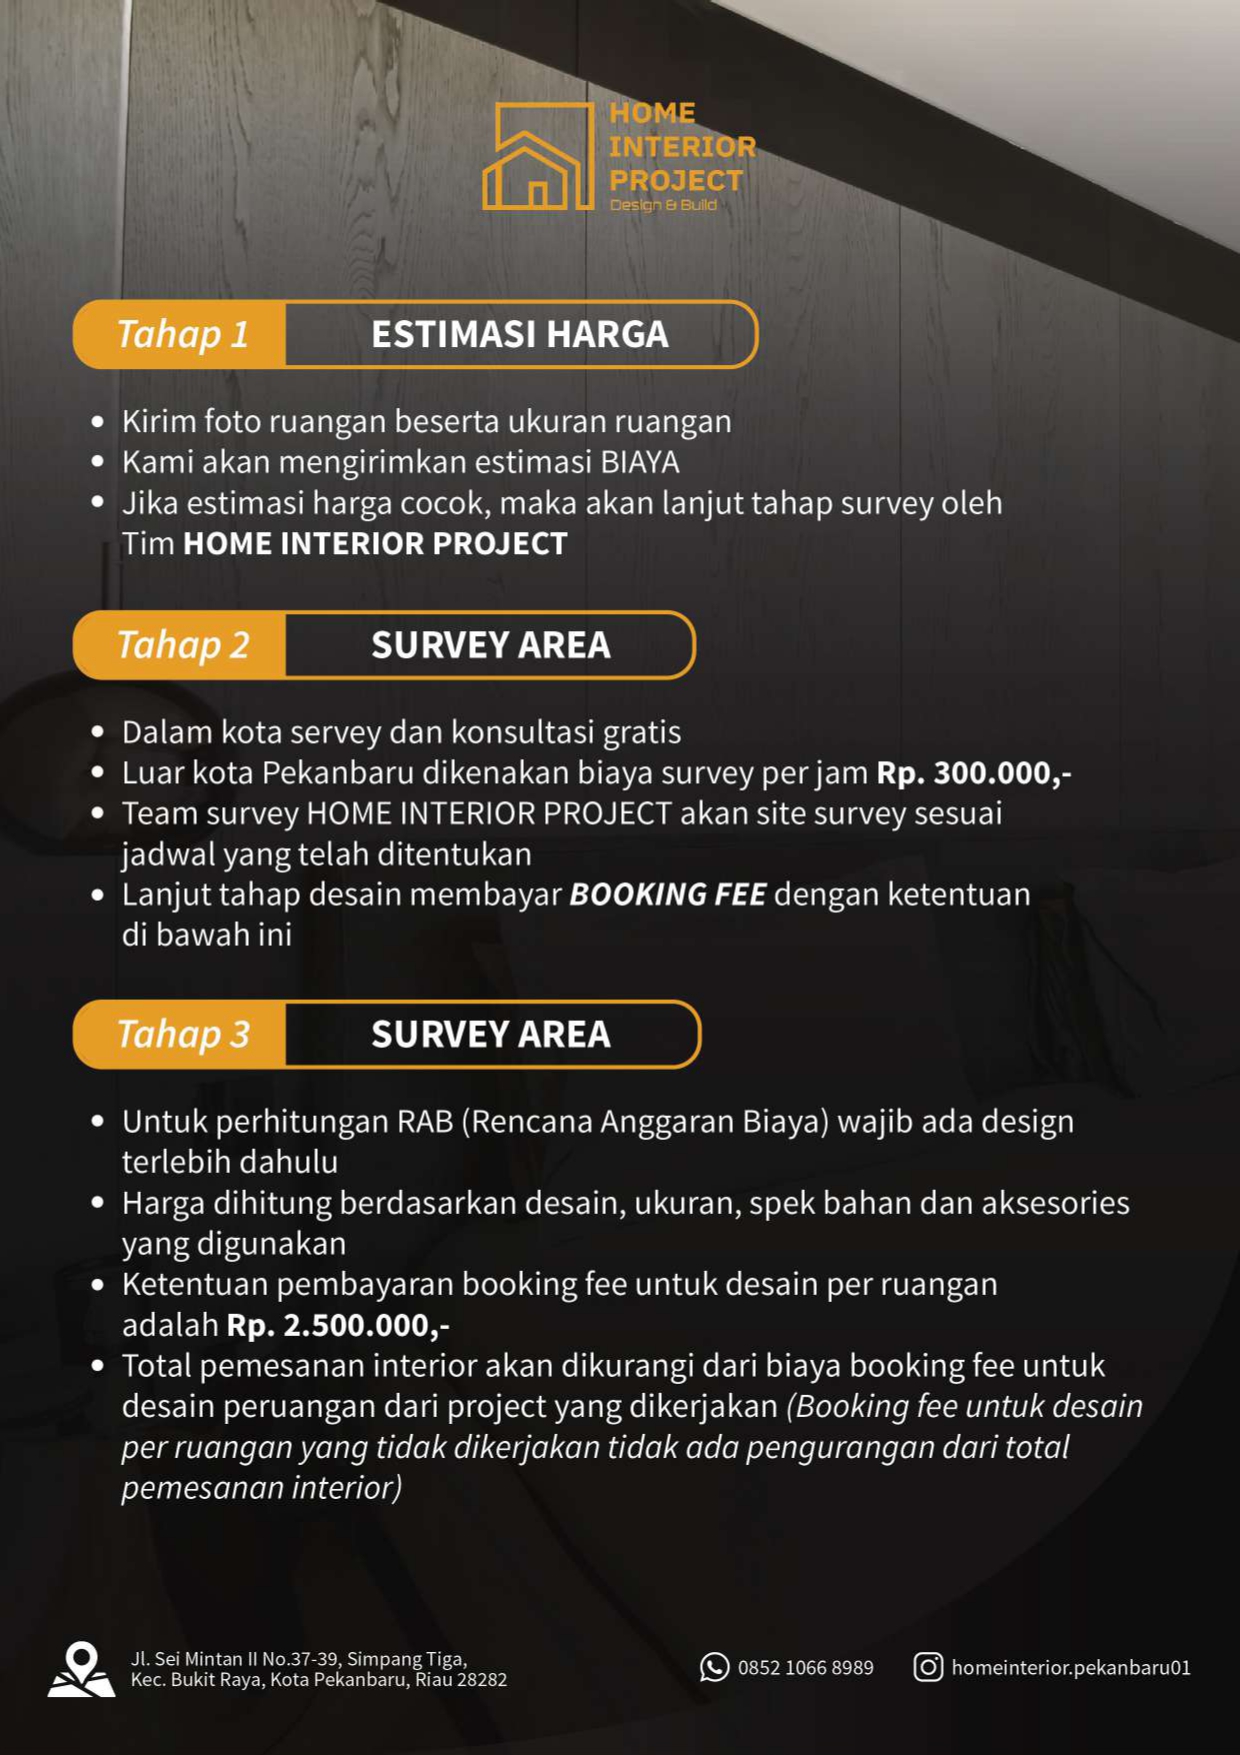 HOME
INTERIOR
PROJECT
Design & Build
Tahap 1
ESTIMASI HARGA
• Kirim foto ruangan beserta ukuran ruangan
• Kami akan mengirimkan estimasi BIAYA
• Jika estimasi harga cocok, maka akan lanjut tahap survey oleh
Tim HOME INTERIOR PROJECT
Tahap 2
SURVEY AREA
• Dalam kota servey dan konsultasi gratis
• Luar kota Pekanbaru dikenakan biaya survey per jam Rp. 300.000,-
• Team survey HOME INTERIOR PROJECT akan site survey sesuai
jadwal yang telah ditentukan
• Lanjut tahap desain membayar BOOKING FEE dengan ketentuan
di bawah ini
Tahap 3
SURVEY AREA
• Untuk perhitungan RAB (Rencana Anggaran Biaya) wajib ada design
terlebih dahulu
• Harga dihitung berdasarkan desain, ukuran, spek bahan dan aksesories
yang digunakan
• Ketentuan pembayaran booking fee untuk desain per ruangan
adalah Rp. 2.500.000,-
• Total pemesanan interior akan dikurangi dari biaya booking fee untuk
desain peruangan dari project yang dikerjakan (Booking fee untuk desain
per ruangan yang tidak dikerjakan tidak ada pengurangan dari total
pemesanan interior)
Jl. Sei Mintan II No.37-39, Simpang Tiga,
Kec. Bukit Raya, Kota Pekanbaru, Riau 28282
0852 1066 8989
homeinterior.pekanbaru01